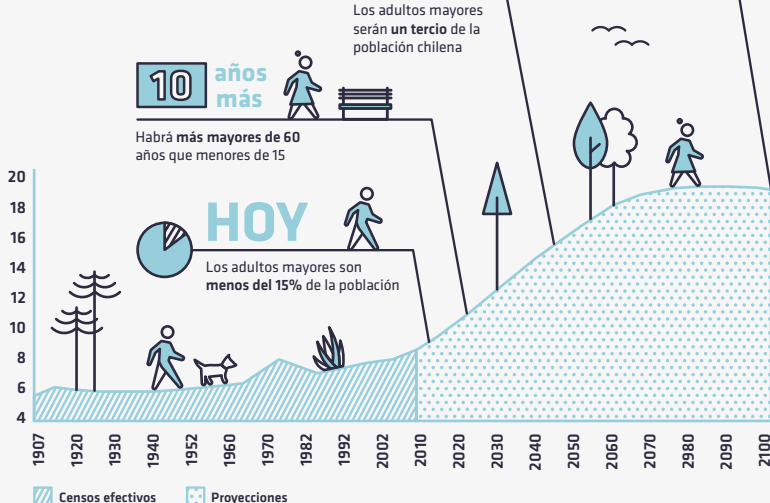 Los adultos mayores
serán un tercio de la
población chilena
10 años
más
Habrá más mayores de 60
años que menores de 15
HOY
Los adultos mayores son
menos del 15% de la población
20
18
16
14
12
10
8
6
4
1907
1920
1930
1940
1952
1960
1970
1982
1992
2002
2010
2020
2030
2040
2050
2060
2070
2080
2090
2100
Censos efectivos
Proyecciones